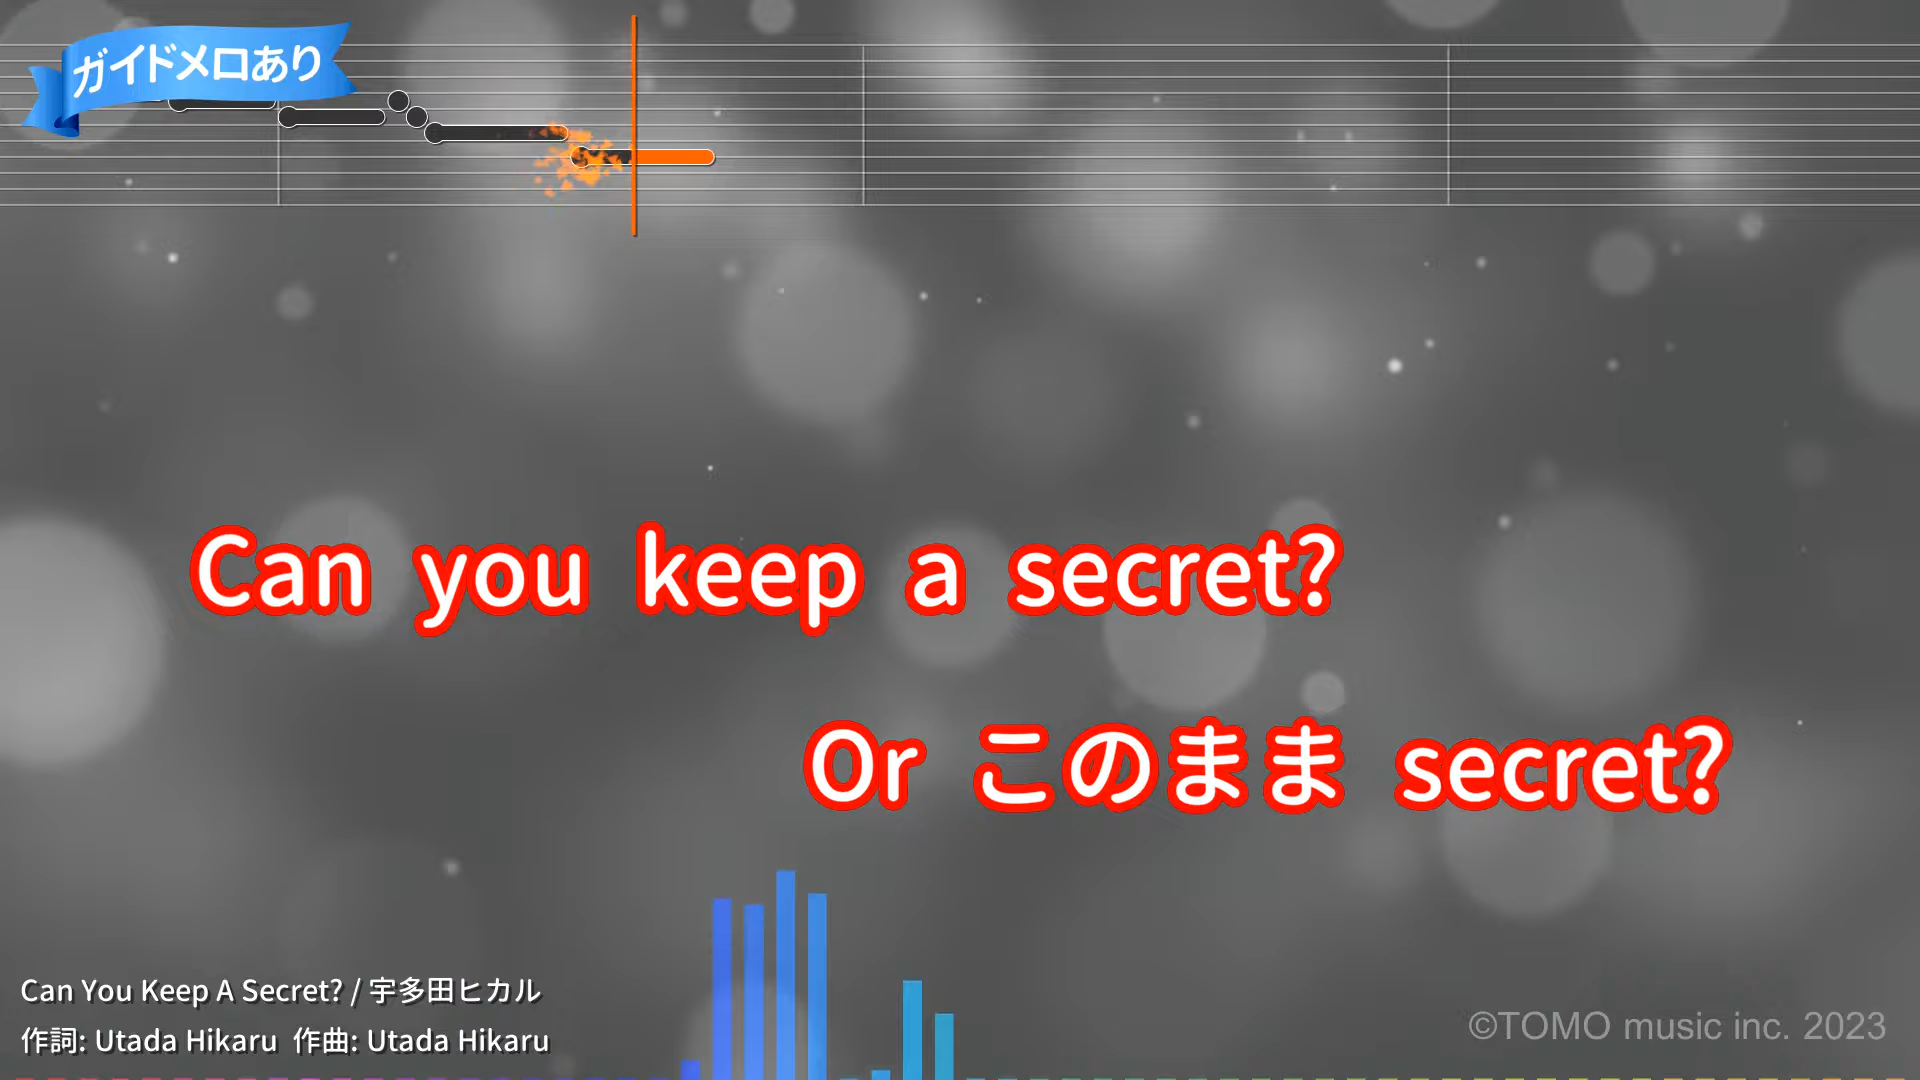 ガイドメロあり
Can you keep a secret?
Or このまま secret?
Can You Keep A Secret? / 宇多田ヒカル
作詞: Utada Hikaru 作曲: Utada Hikaru
©TOMO music inc. 2023